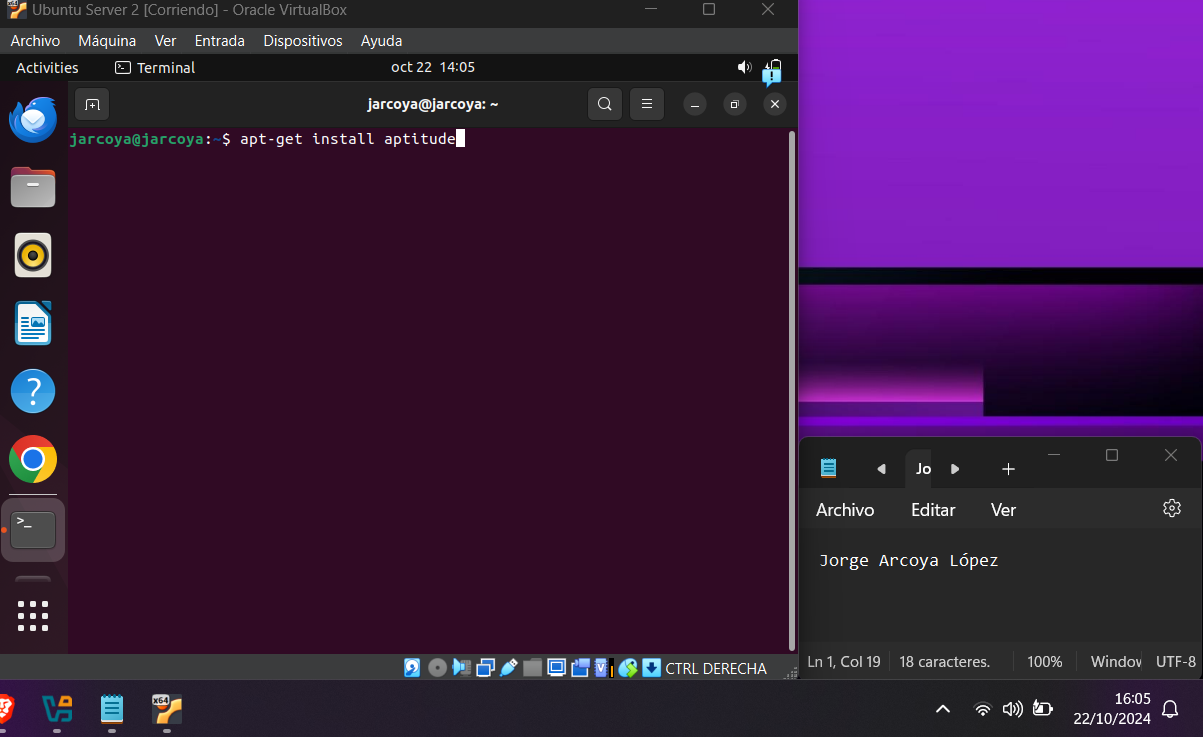 Ubuntu Server 2 [Corriendo] - Oracle VirtualBox
Archivo Máquina Ver Entrada Dispositivos Ayuda
Activities Terminal oct 22 14:05
jarcoya@jarcoya: ~
jarcoya@jarcoya:~$ apt-get install aptitude
CTRL DERECHA
Jo
Archivo Editar Ver
Jorge Arcoya López
Ln 1, Col 19 18 caracteres. 100% Window UTF-8
x64
16:05
22/10/2024